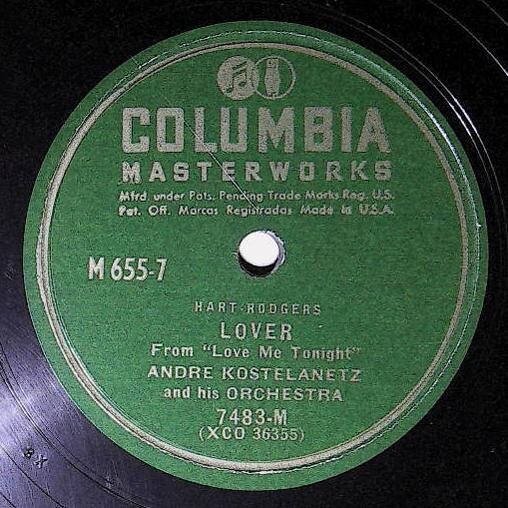 COLUMBIA
MASTERWORKS
Mfrd. under Pats. Pending Trade Marks Reg. U.S.
Pat. Off. Marcas Registradas Made in U.S.A.
M 655-7
HART-RODGERS
LOVER
From "Love Me Tonight"
ANDRE KOSTELANETZ
and his ORCHESTRA
7483-M
(XCO 36355)